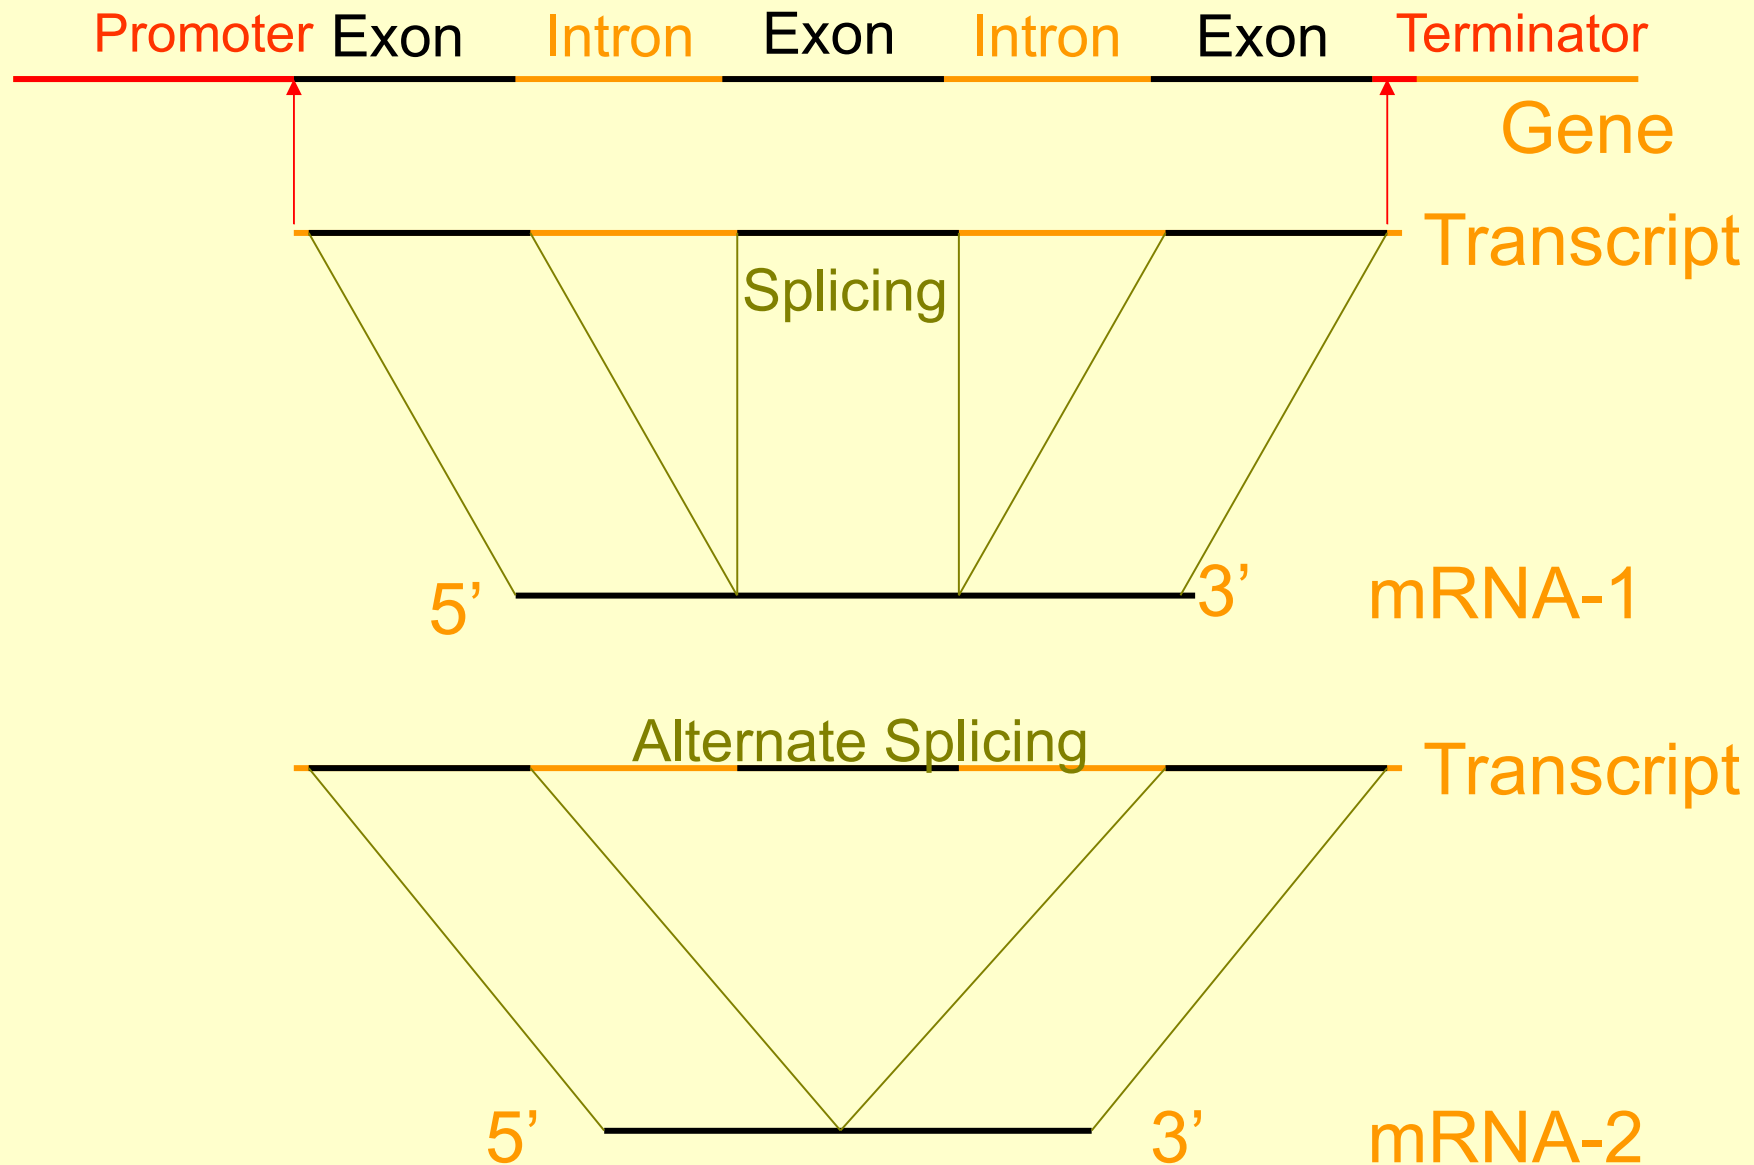 Promoter Exon Intron Exon Intron Exon Terminator
Gene
Transcript
Splicing
5’ 3’ mRNA-1
Alternate Splicing
Transcript
5’ 3’ mRNA-2